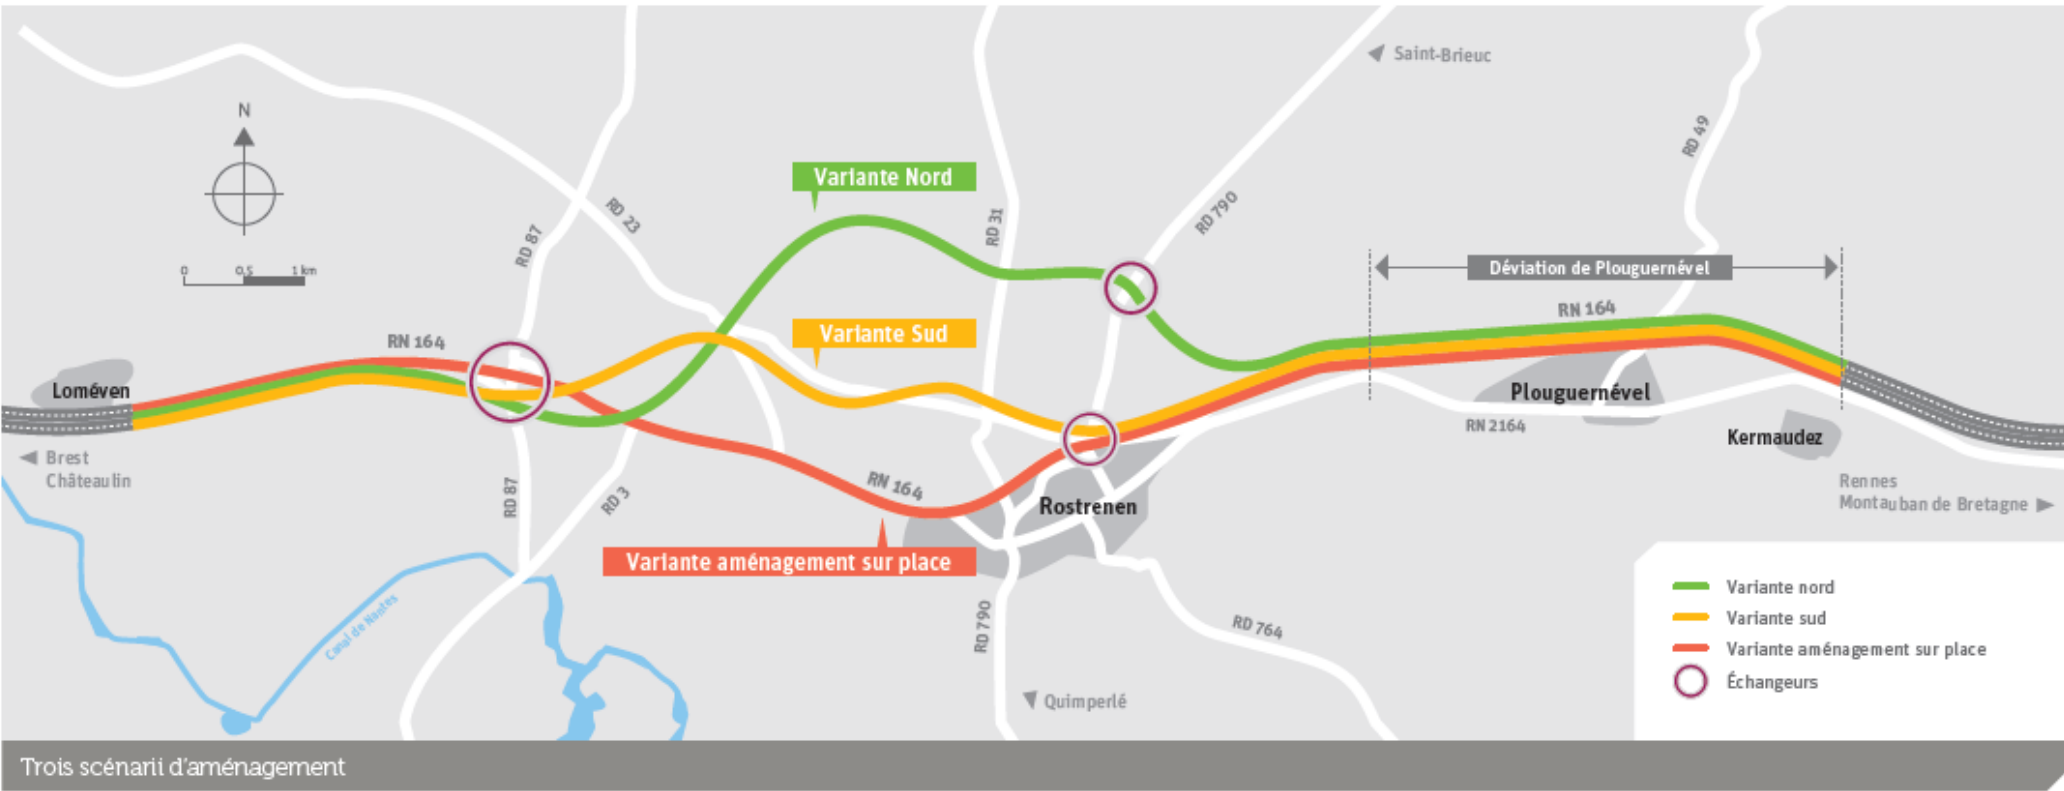 Saint-Brieuc
N
RD 49
Variante Nord
RD 790
RD 23
RD 31
RD 87
0
0,5
1 km
Déviation de Plouguernével
RN 164
Variante Sud
RN 164
Loméven
Plouguernével
RN 2164
Kermaudez
Brest
Châteaulin
RD 87
RD 3
RN 164
Rostrenen
Rennes
Montauban de Bretagne
Variante aménagement sur place
Canal de Nantes
RD 790
RD 764
Quimperlé
Variante nord
Variante sud
Variante aménagement sur place
Échangeurs
Trois scénarii d'aménagement